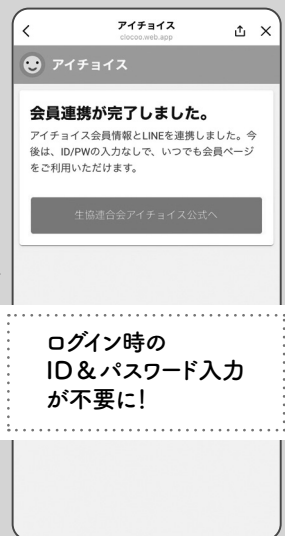 アイチョイス
clocoo.web.app
アイチョイス
会員連携が完了しました。
アイチョイス会員情報とLINEを連携しました。今
後は、ID/PWの入力なしで、いつでも会員ページ
をご利用いただけます。
生協連合会アイチョイス公式へ
ログイン時の
ID＆パスワード入力
が不要に！